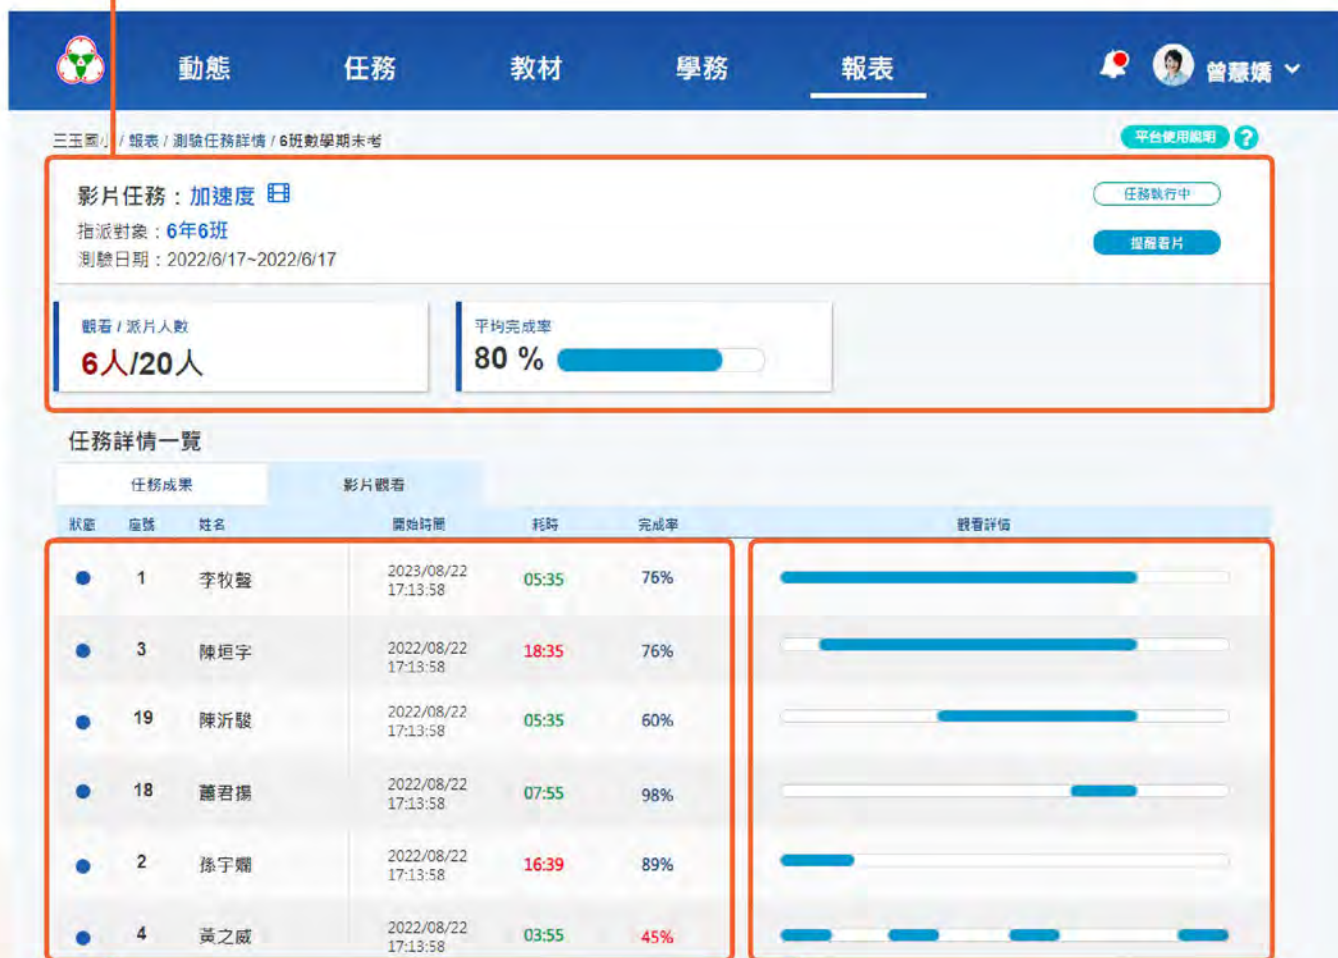 動態 任務 教材 學務 報表 曾慧嬌
三玉國小 / 報表 / 測驗任務詳情 / 6班數學期末考 平台使用說明 ?
影片任務：加速度 任務執行中
指派對象：6年6班
測驗日期：2022/6/17~2022/6/17 提醒看片
觀看 / 派片人數 平均完成率
6人/20人 80 %
任務詳情一覽
任務成果 影片觀看
狀態 座號 姓名 開始時間 耗時 完成率 觀看詳情
1 李牧聲 2023/08/22 17:13:58 05:35 76%
3 陳垣字 2022/08/22 17:13:58 18:35 76%
19 陳沂駿 2022/08/22 17:13:58 05:35 60%
18 蕭君揚 2022/08/22 17:13:58 07:55 98%
2 孫宇嫻 2022/08/22 17:13:58 16:39 89%
4 黃之威 2022/08/22 17:13:58 03:55 45%